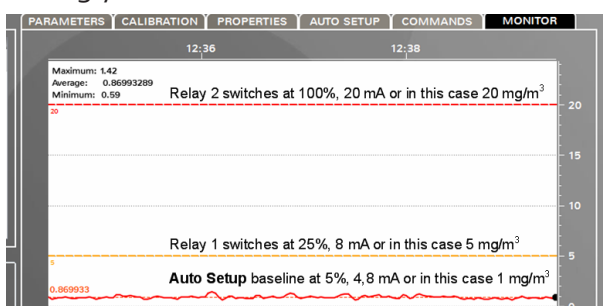 PARAMETERS CALIBRATION PROPERTIES AUTO SETUP COMMANDS MONITOR
12:36 12:38
Maximum: 1.42
Average: 0.86993289
Minimum: 0.59
Relay 2 switches at 100%, 20 mA or in this case 20 mg/m³
20
20
15
10
Relay 1 switches at 25%, 8 mA or in this case 5 mg/m³
5
5
Auto Setup baseline at 5%, 4,8 mA or in this case 1 mg/m³
0.869933
0